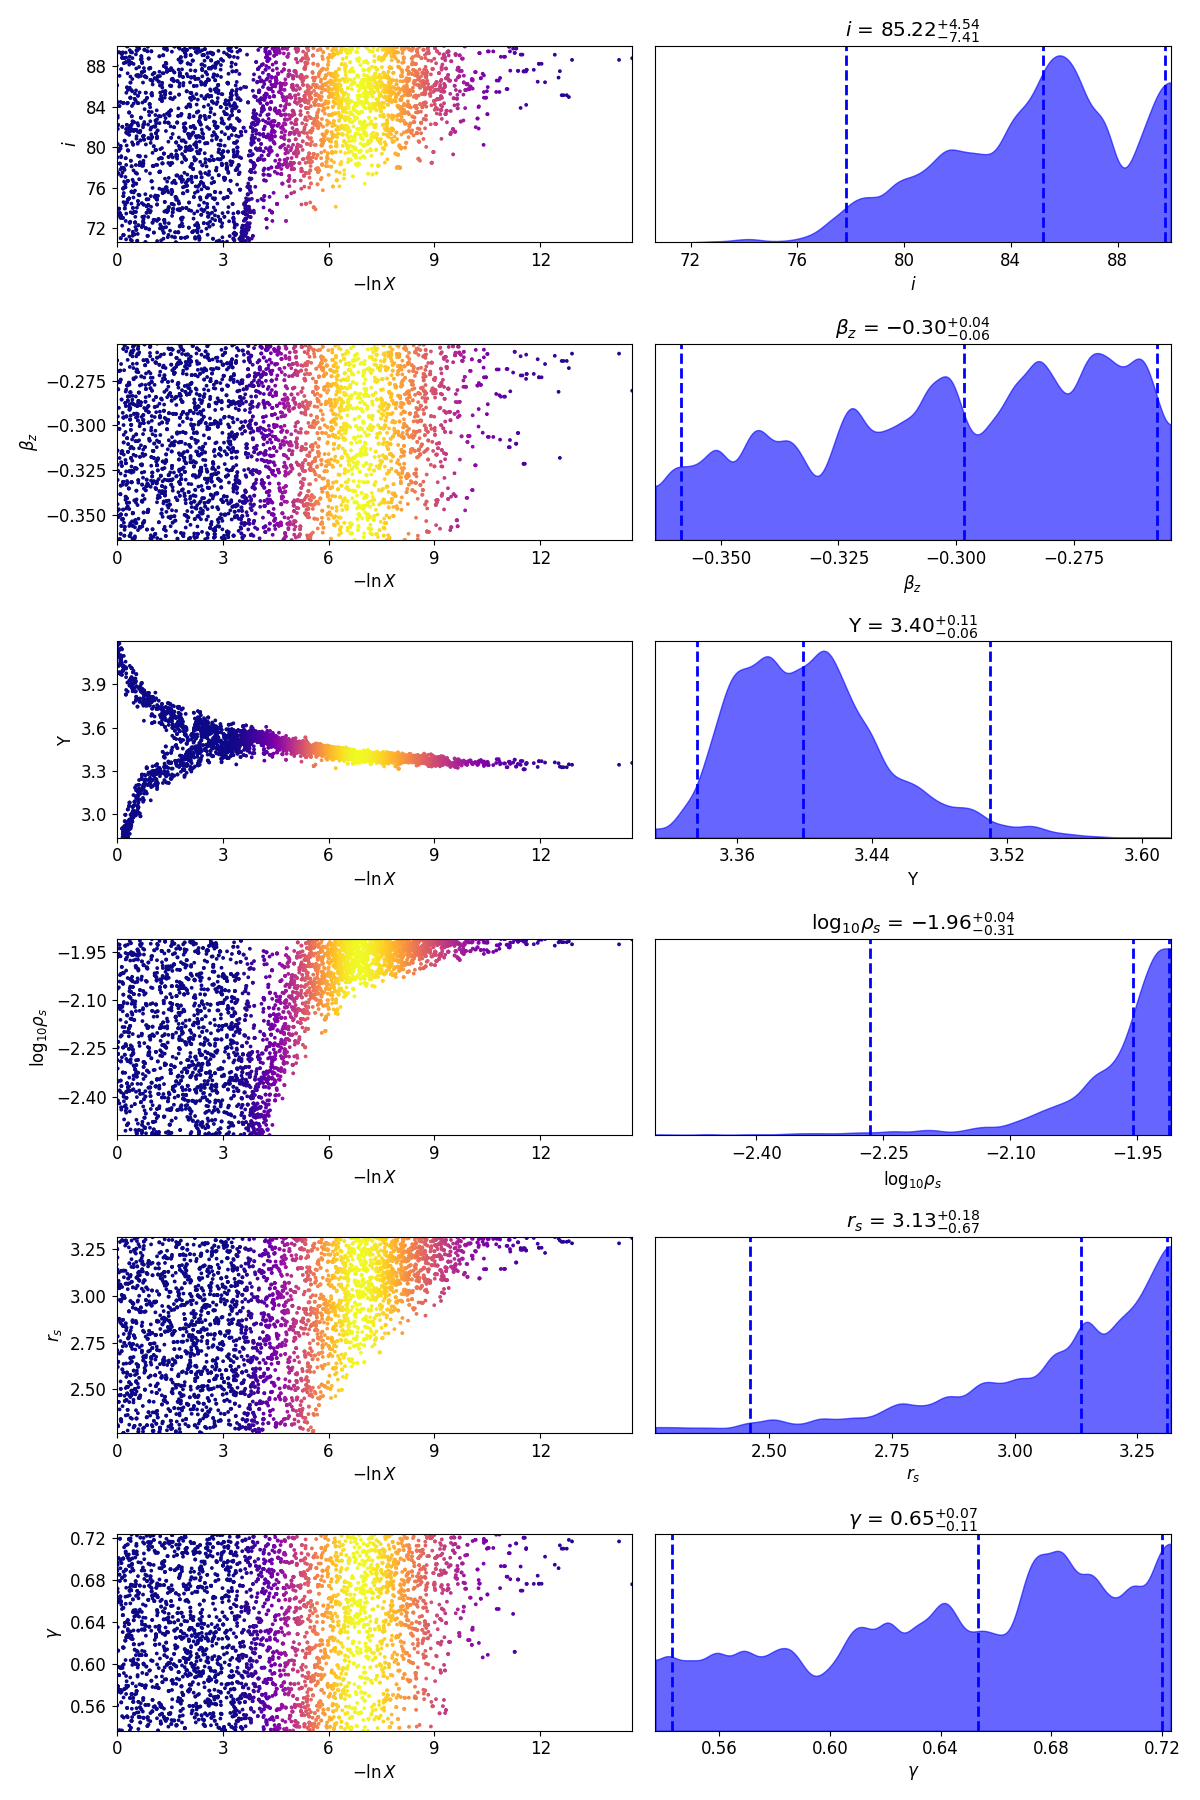 i = 85.22+4.54−7.41
88
84
80
76
72
i
0 3 6 9 12
−ln X
72 76 80 84 88
i
βz = −0.30+0.04−0.06
−0.275
−0.300
−0.325
−0.350
βz
0 3 6 9 12
−ln X
−0.350 −0.325 −0.300 −0.275
βz
Y = 3.40+0.11−0.06
3.9
3.6
3.3
3.0
Y
0 3 6 9 12
−ln X
3.36 3.44 3.52 3.60
Y
log10ρs = −1.96+0.04−0.31
−1.95
−2.10
−2.25
−2.40
log10ρs
0 3 6 9 12
−ln X
−2.40 −2.25 −2.10 −1.95
log10ρs
rs = 3.13+0.18−0.67
3.25
3.00
2.75
2.50
rs
0 3 6 9 12
−ln X
2.50 2.75 3.00 3.25
rs
γ = 0.65+0.07−0.11
0.72
0.68
0.64
0.60
0.56
γ
0 3 6 9 12
−ln X
0.56 0.60 0.64 0.68 0.72
γ